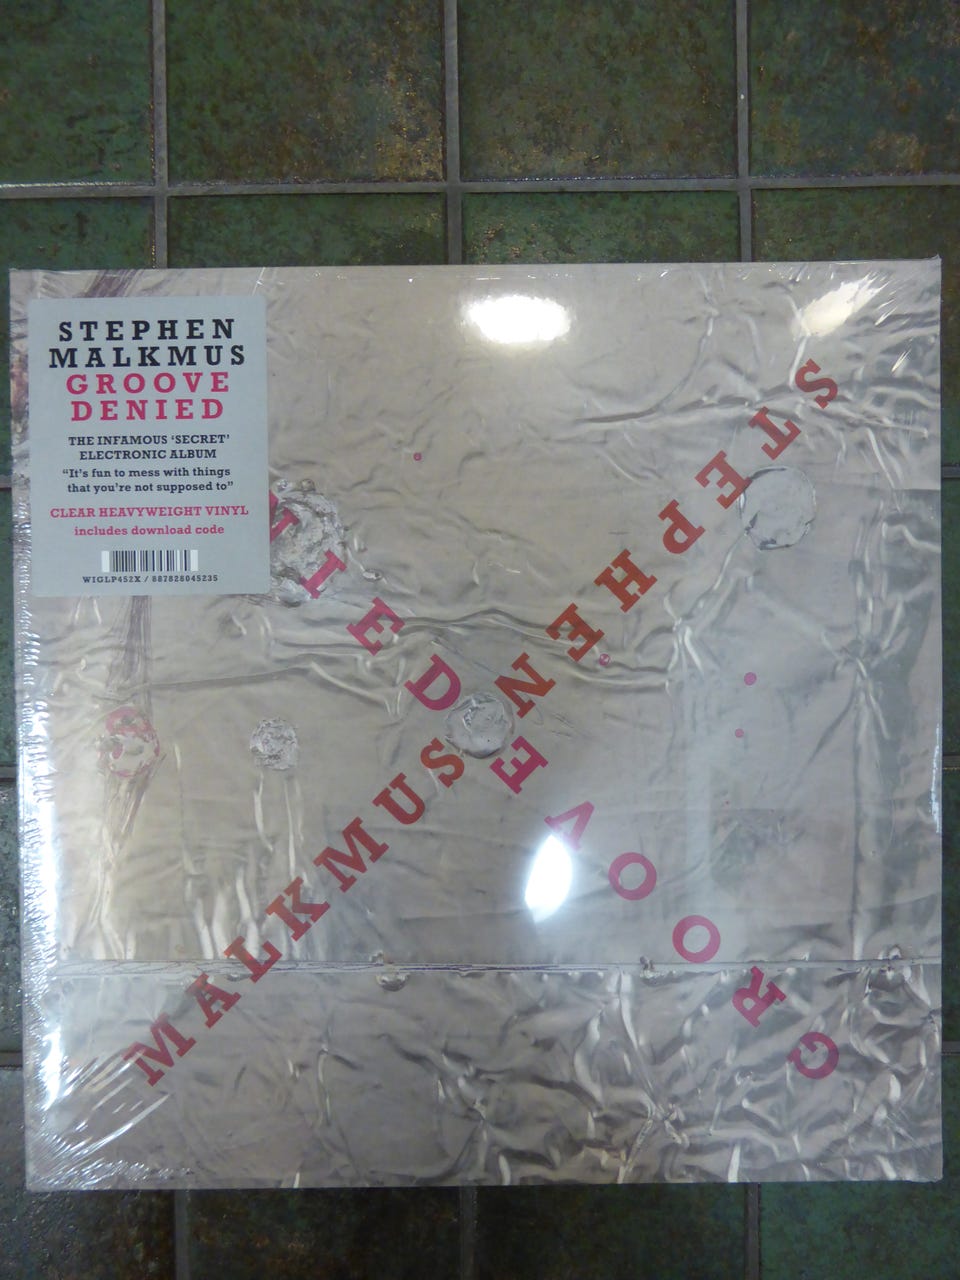 STEPHEN
MALKMUS
GROOVE
DENIED
THE INFAMOUS ‘SECRET’
ELECTRONIC ALBUM
“It's fun to mess with things
that you're not supposed to”
CLEAR HEAVYWEIGHT VINYL
includes download code
WIGLP452X / 887828045235
STEPHEN
MALKMUS
GROOVE
DENIED